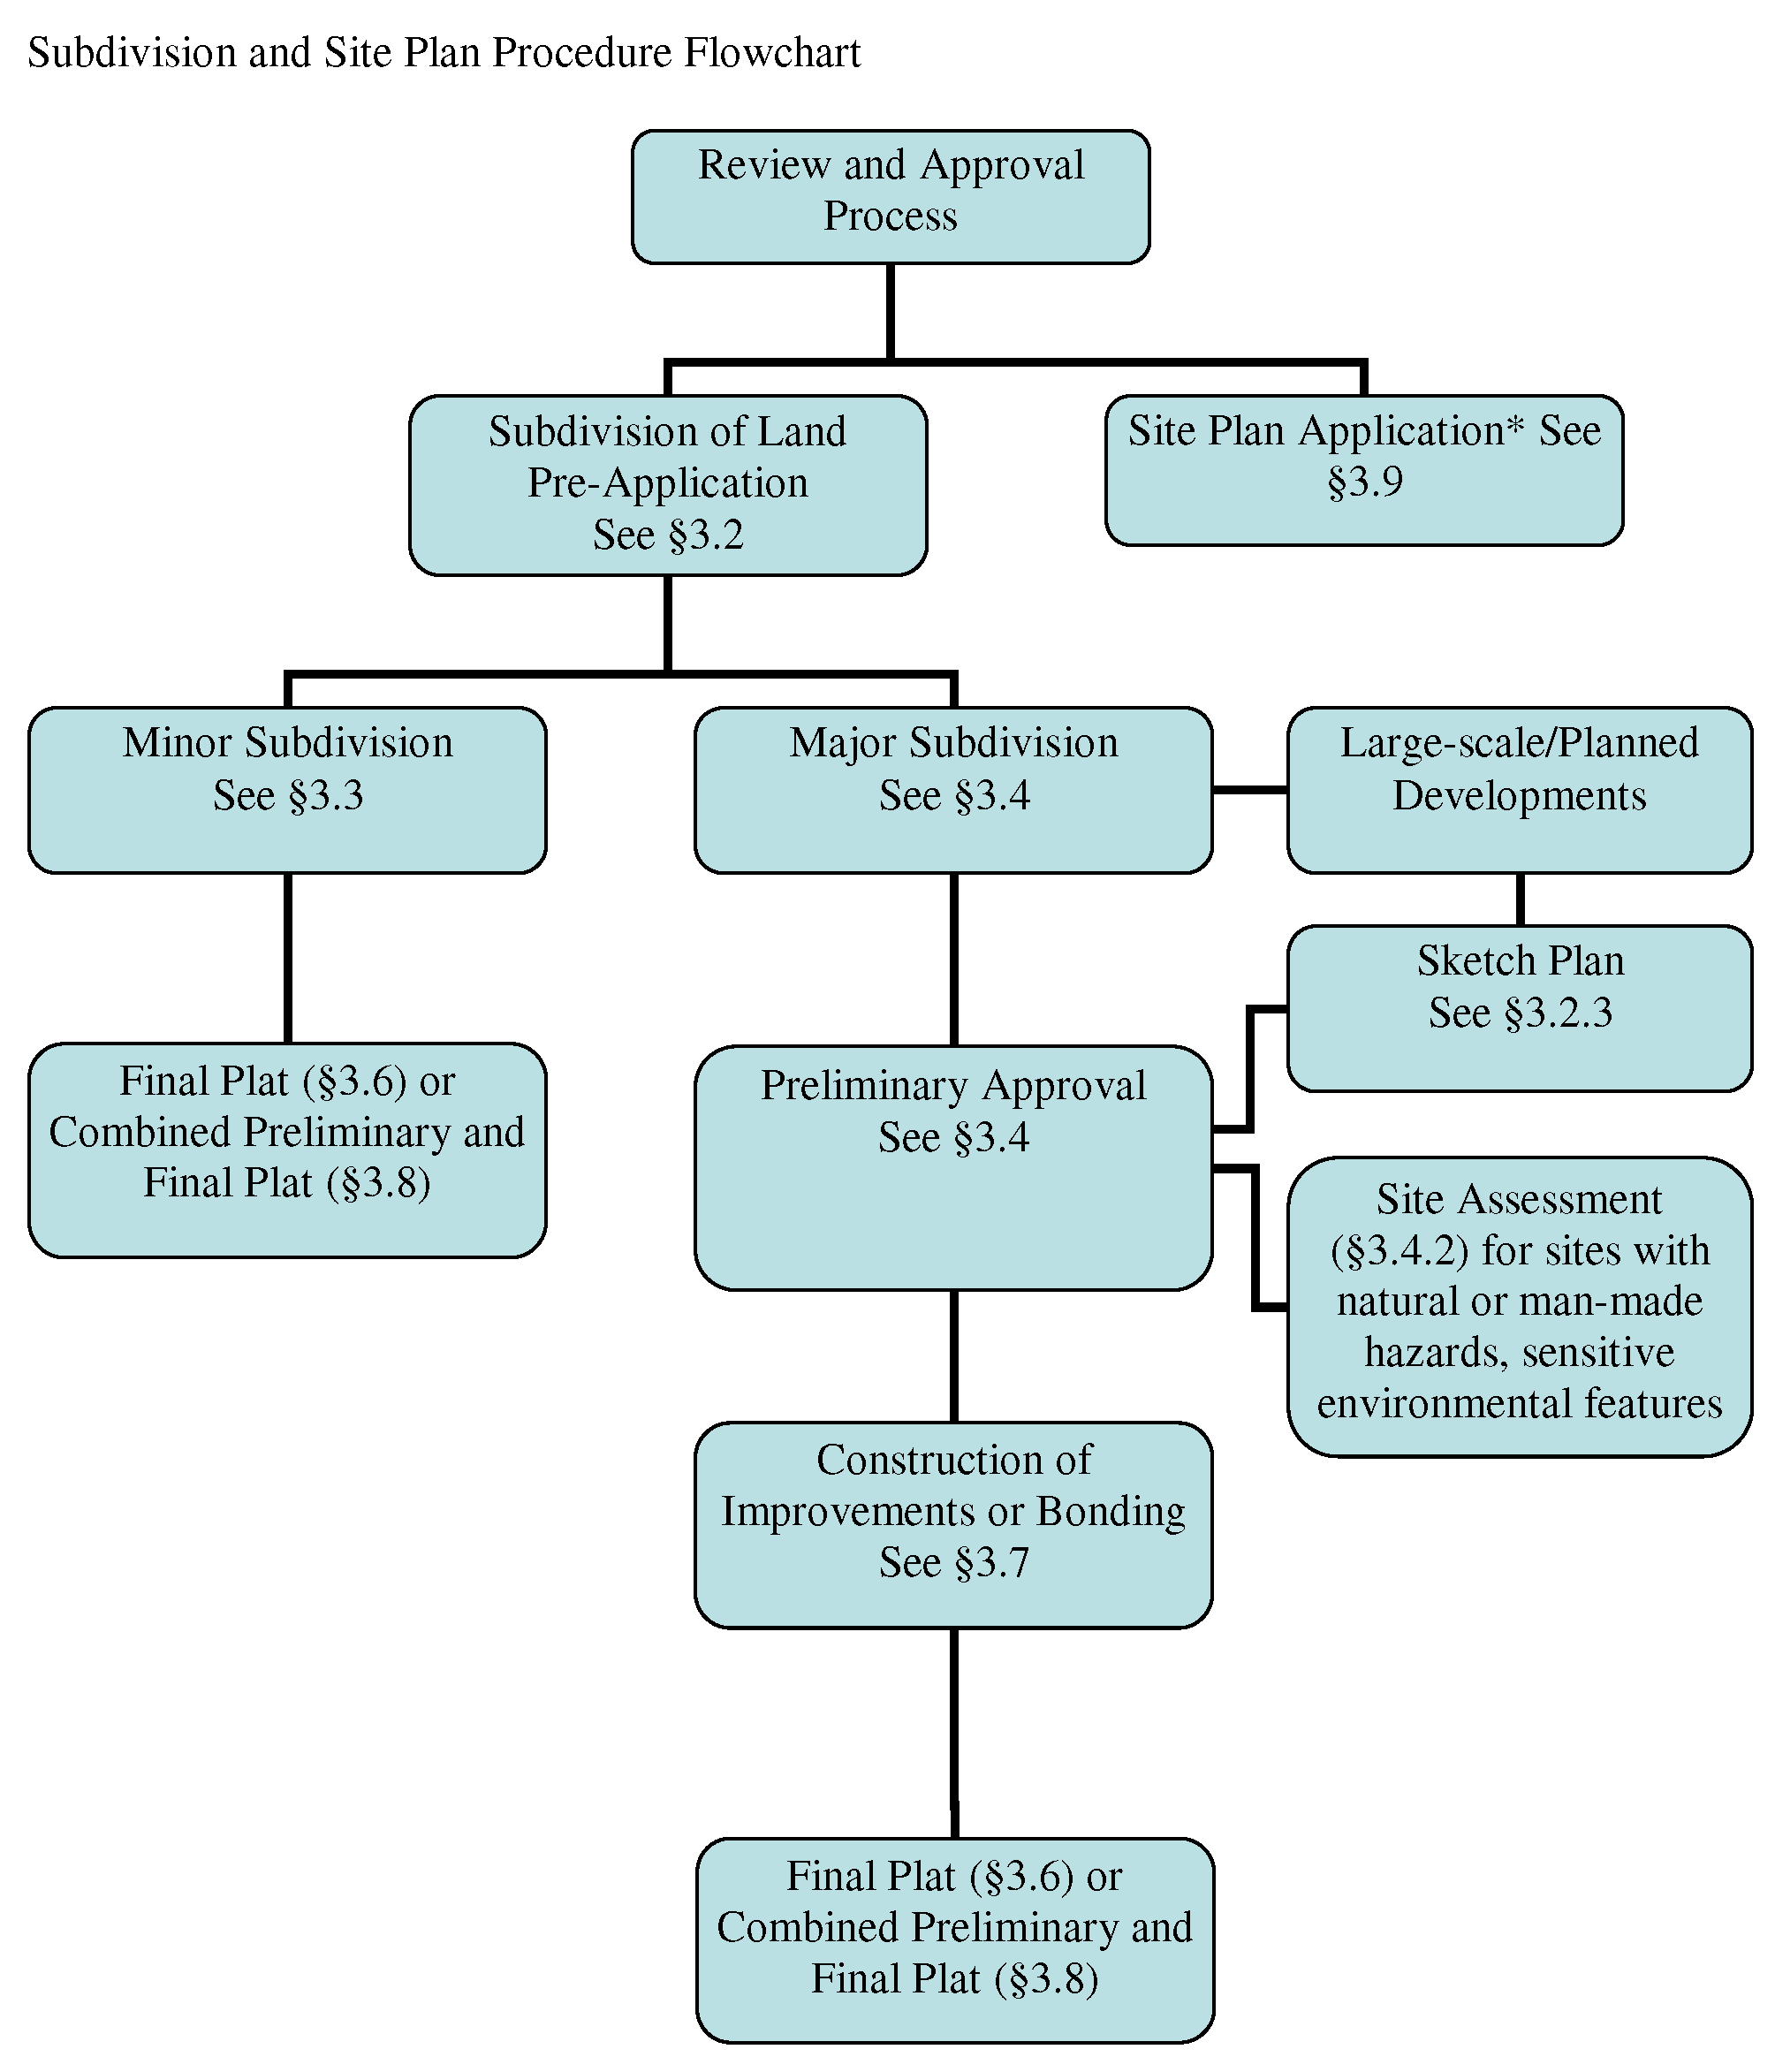 Subdivision and Site Plan Procedure Flowchart
Review and Approval
Process
Subdivision of Land
Pre-Application
See §3.2
Site Plan Application* See
§3.9
Minor Subdivision
See §3.3
Major Subdivision
See §3.4
Large-scale/Planned
Developments
Sketch Plan
See §3.2.3
Final Plat (§3.6) or
Combined Preliminary and
Final Plat (§3.8)
Preliminary Approval
See §3.4
Site Assessment
(§3.4.2) for sites with
natural or man-made
hazards, sensitive
environmental features
Construction of
Improvements or Bonding
See §3.7
Final Plat (§3.6) or
Combined Preliminary and
Final Plat (§3.8)